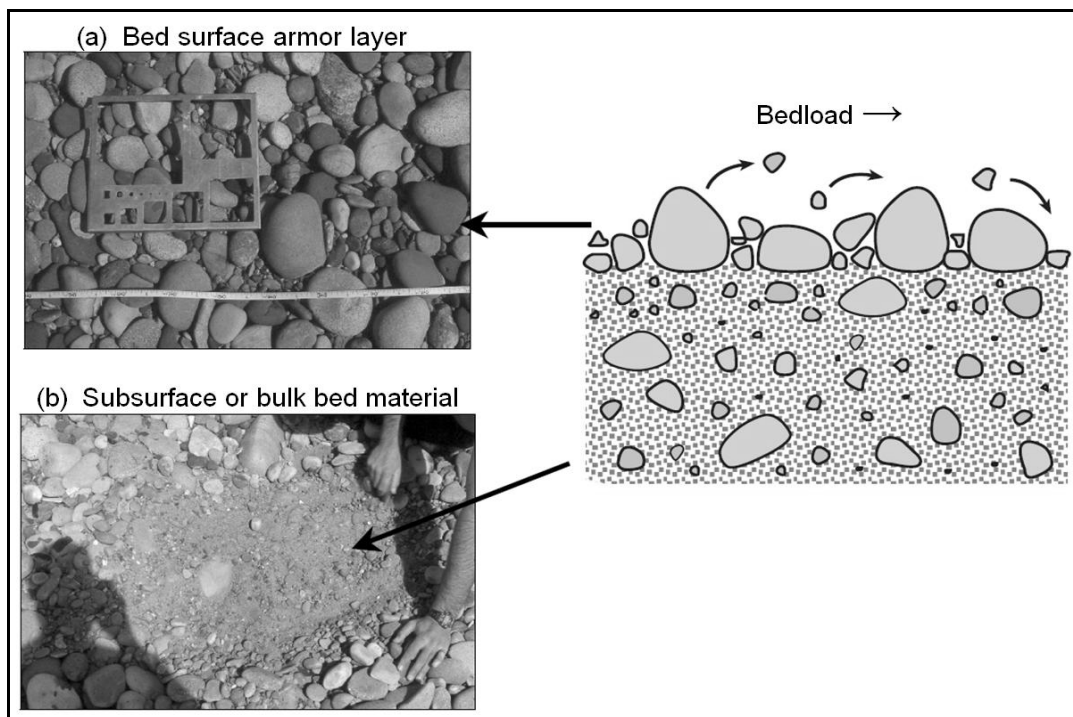 (a) Bed surface armor layer
Bedload →
(b) Subsurface or bulk bed material